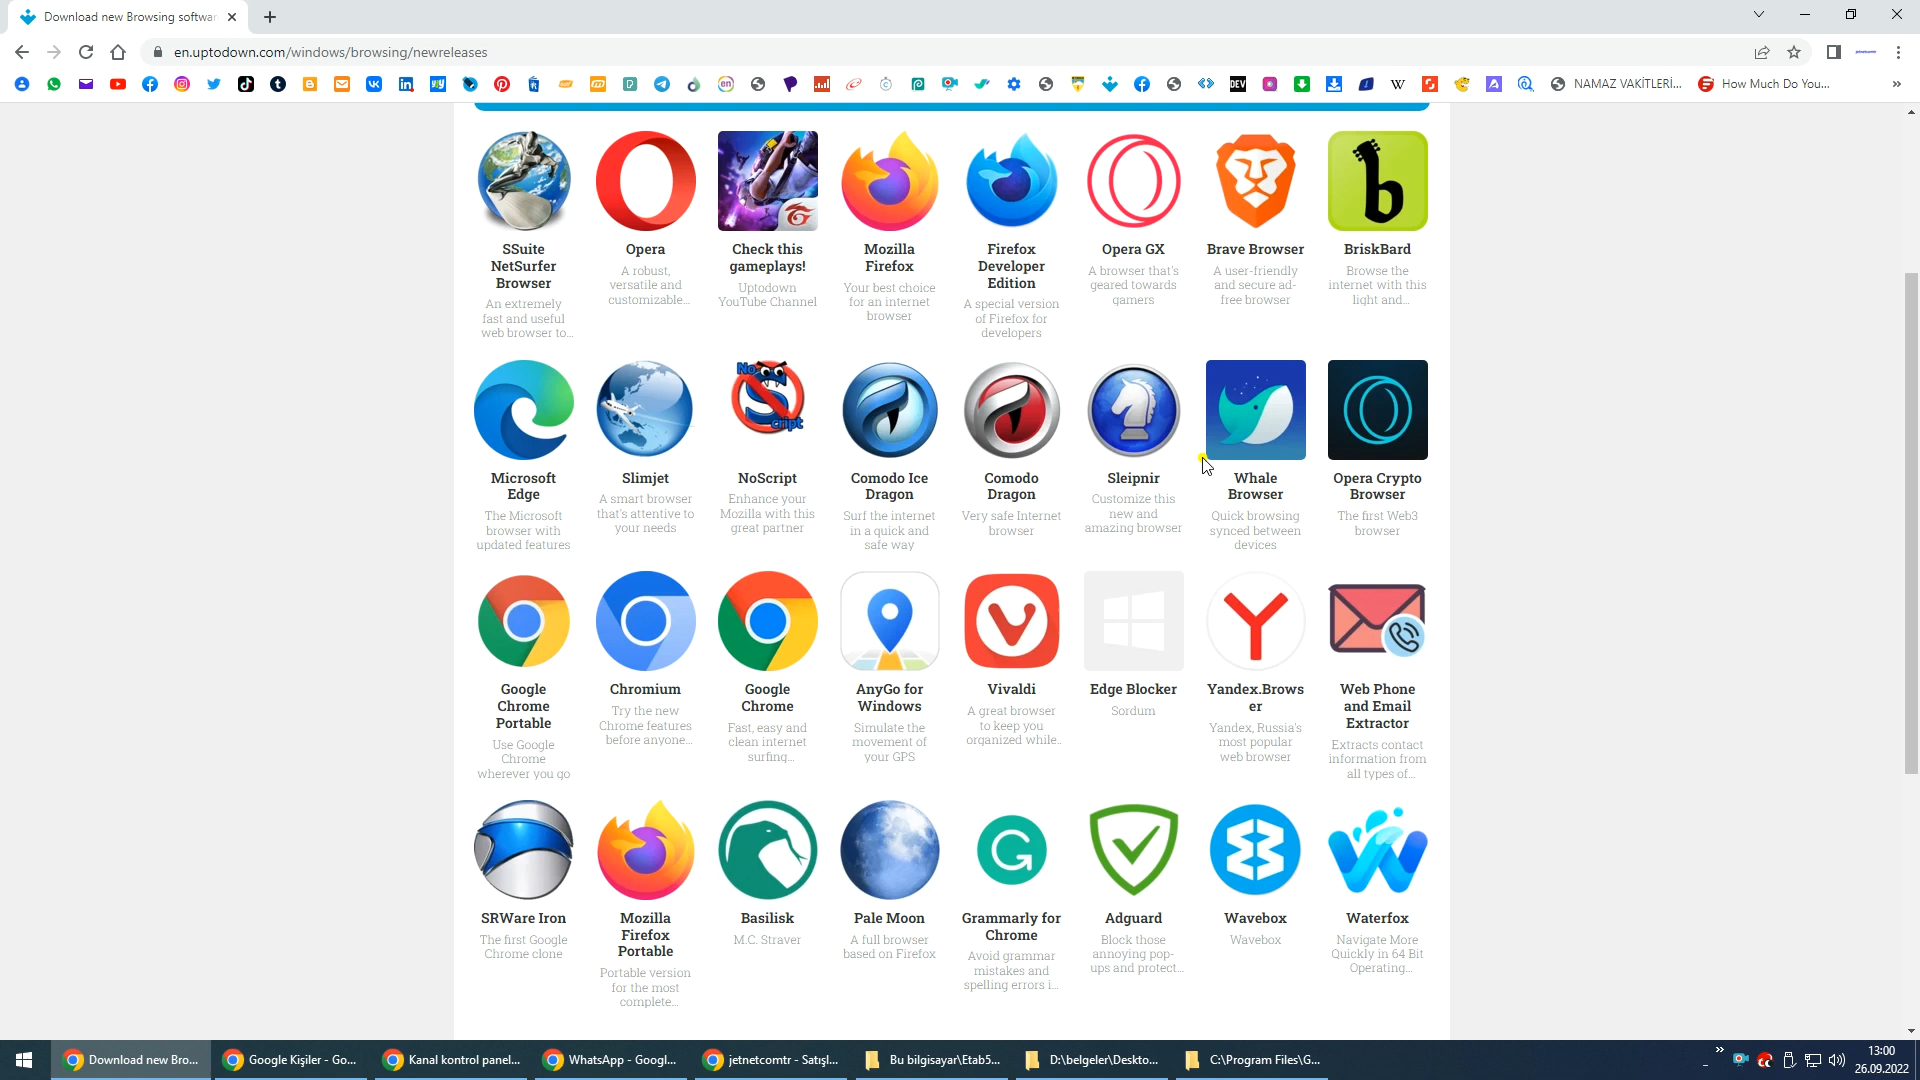 Download new Browsing softwar
en.uptodown.com/windows/browsing/newreleases
NAMAZ VAKİTLERİ...
How Much Do You...
SSuite
NetSurfer
Browser
An extremely
fast and useful
web browser to...
Opera
A robust,
versatile and
customizable...
Check this
gameplays!
Uptodown
YouTube Channel
Mozilla
Firefox
Your best choice
for an internet
browser
Firefox
Developer
Edition
A special version
of Firefox for
developers
Opera GX
A browser that's
geared towards
gamers
Brave Browser
A user-friendly
and secure ad-
free browser
b
BriskBard
Browse the
internet with this
light and...
Microsoft
Edge
The Microsoft
browser with
updated features
Slimjet
A smart browser
that's attentive to
your needs
No
S
cript
NoScript
Enhance your
Mozilla with this
great partner
Comodo Ice
Dragon
Surf the internet
in a quick and
safe way
Comodo
Dragon
Very safe Internet
browser
Sleipnir
Customize this
new and
amazing browser
Whale
Browser
Quick browsing
synced between
devices
Opera Crypto
Browser
The first Web3
browser
Google
Chrome
Portable
Use Google
Chrome
wherever you go
Chromium
Try the new
Chrome features
before anyone...
Google
Chrome
Fast, easy and
clean internet
surfing...
AnyGo for
Windows
Simulate the
movement of
your GPS
Vivaldi
A great browser
to keep you
organized while..
Edge Blocker
Sordum
Yandex.Brows
er
Yandex, Russia's
most popular
web browser
Web Phone
and Email
Extractor
Extracts contact
information from
all types of...
SRWare Iron
The first Google
Chrome clone
Mozilla
Firefox
Portable
Portable version
for the most
complete...
Basilisk
M.C. Straver
Pale Moon
A full browser
based on Firefox
Grammarly for
Chrome
Avoid grammar
mistakes and
spelling errors i...
Adguard
Block those
annoying pop-
ups and protect...
Wavebox
Wavebox
Waterfox
Navigate More
Quickly in 64 Bit
Operating...
Download new Bro...
Google Kişiler - Go...
Kanal kontrol panel...
WhatsApp - Googl...
jetnetcomtr - Satışl...
Bu bilgisayar\Etab5...
D:\belgeler\Deskto...
C:\Program Files\G...
13:00
26.09.2022